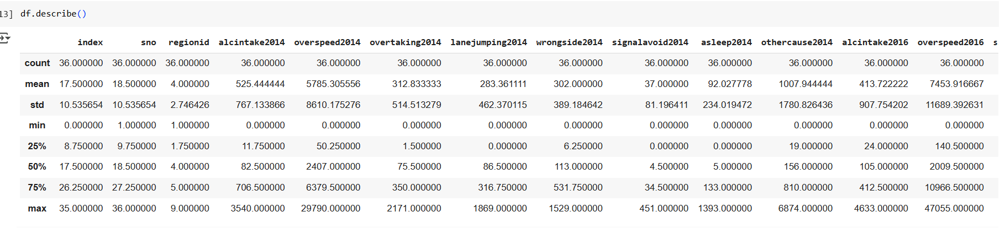 13] df.describe()
index sno regionid alcintake2014 overspeed2014 overtaking2014 lanejumping2014 wrongside2014 signalavoid2014 asleep2014 othercause2014 alcintake2016 overspeed2016 s
count 36.000000 36.000000 36.000000 36.000000 36.000000 36.000000 36.000000 36.000000 36.000000 36.000000 36.000000 36.000000 36.000000
mean 17.500000 18.500000 4.000000 525.444444 5785.305556 312.833333 283.361111 302.000000 37.000000 92.027778 1007.944444 413.722222 7453.916667
std 10.535654 10.535654 2.746426 767.133866 8610.175276 514.513279 462.370115 389.184642 81.196411 234.019472 1780.826436 907.754202 11689.392631
min 0.000000 1.000000 1.000000 0.000000 0.000000 0.000000 0.000000 0.000000 0.000000 0.000000 0.000000 0.000000 0.000000
25% 8.750000 9.750000 1.750000 11.750000 50.250000 1.500000 0.000000 6.250000 0.000000 0.000000 19.000000 24.000000 140.500000
50% 17.500000 18.500000 4.000000 82.500000 2407.000000 75.500000 86.500000 113.000000 4.500000 5.000000 156.000000 105.000000 2009.500000
75% 26.250000 27.250000 5.000000 706.500000 6379.500000 350.000000 316.750000 531.750000 34.500000 133.000000 810.000000 412.500000 10966.500000
max 35.000000 36.000000 9.000000 3540.000000 29790.000000 2171.000000 1869.000000 1529.000000 451.000000 1393.000000 6874.000000 4633.000000 47055.000000